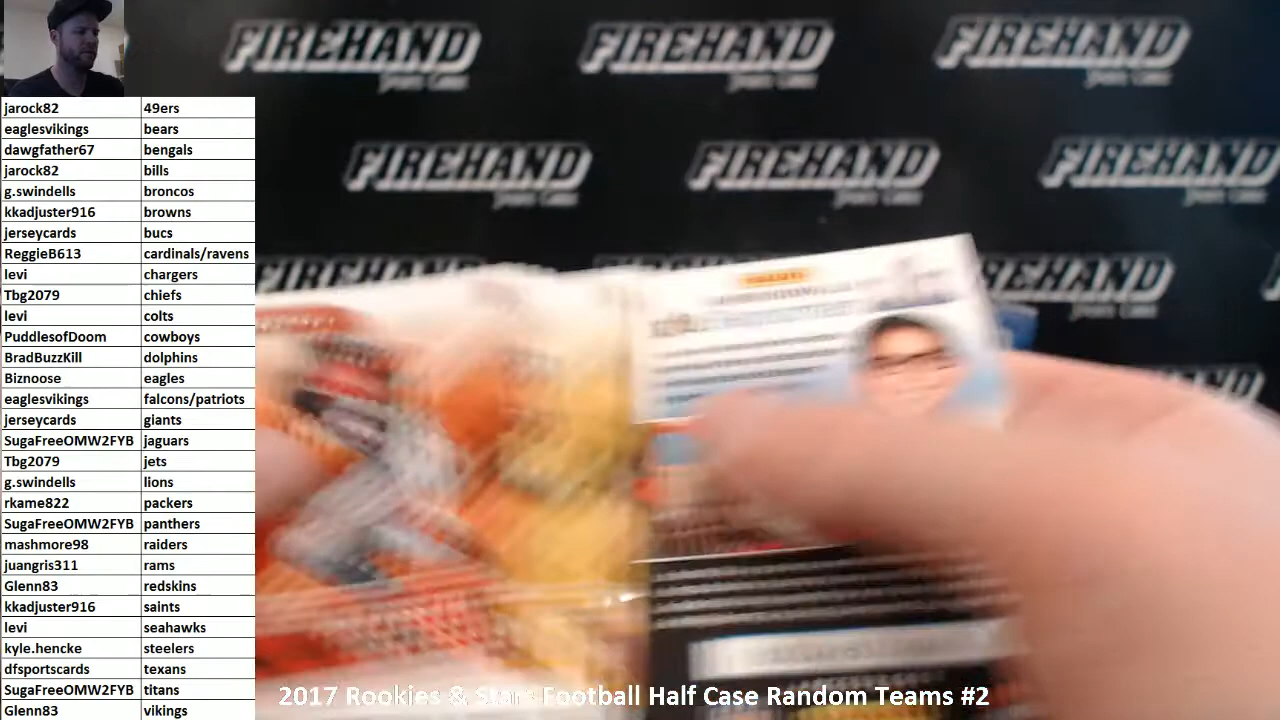 FIREHAND FIREHAND FIREHAND
FIREHAND FIREHAND FIREHAND
FIREHAND FIREHAND
jarock82 49ers
eaglesvikings bears
dawgfather67 bengals
jarock82 bills
g.swindells broncos
kkadjuster916 browns
jerseycards bucs
ReggieB613 cardinals/ravens
levi chargers
Tbg2079 chiefs
levi colts
PuddlesofDoom cowboys
BradBuzzKill dolphins
Biznoose eagles
eaglesvikings falcons/patriots
jerseycards giants
SugaFreeOMW2FYB jaguars
Tbg2079 jets
g.swindells lions
rkame822 packers
SugaFreeOMW2FYB panthers
mashmore98 raiders
juangris311 rams
Glenn83 redskins
kkadjuster916 saints
levi seahawks
kyle.hencke steelers
dfsportscards texans
SugaFreeOMW2FYB titans
Glenn83 vikings
2017 Rookies & Stars Football Half Case Random Teams #2